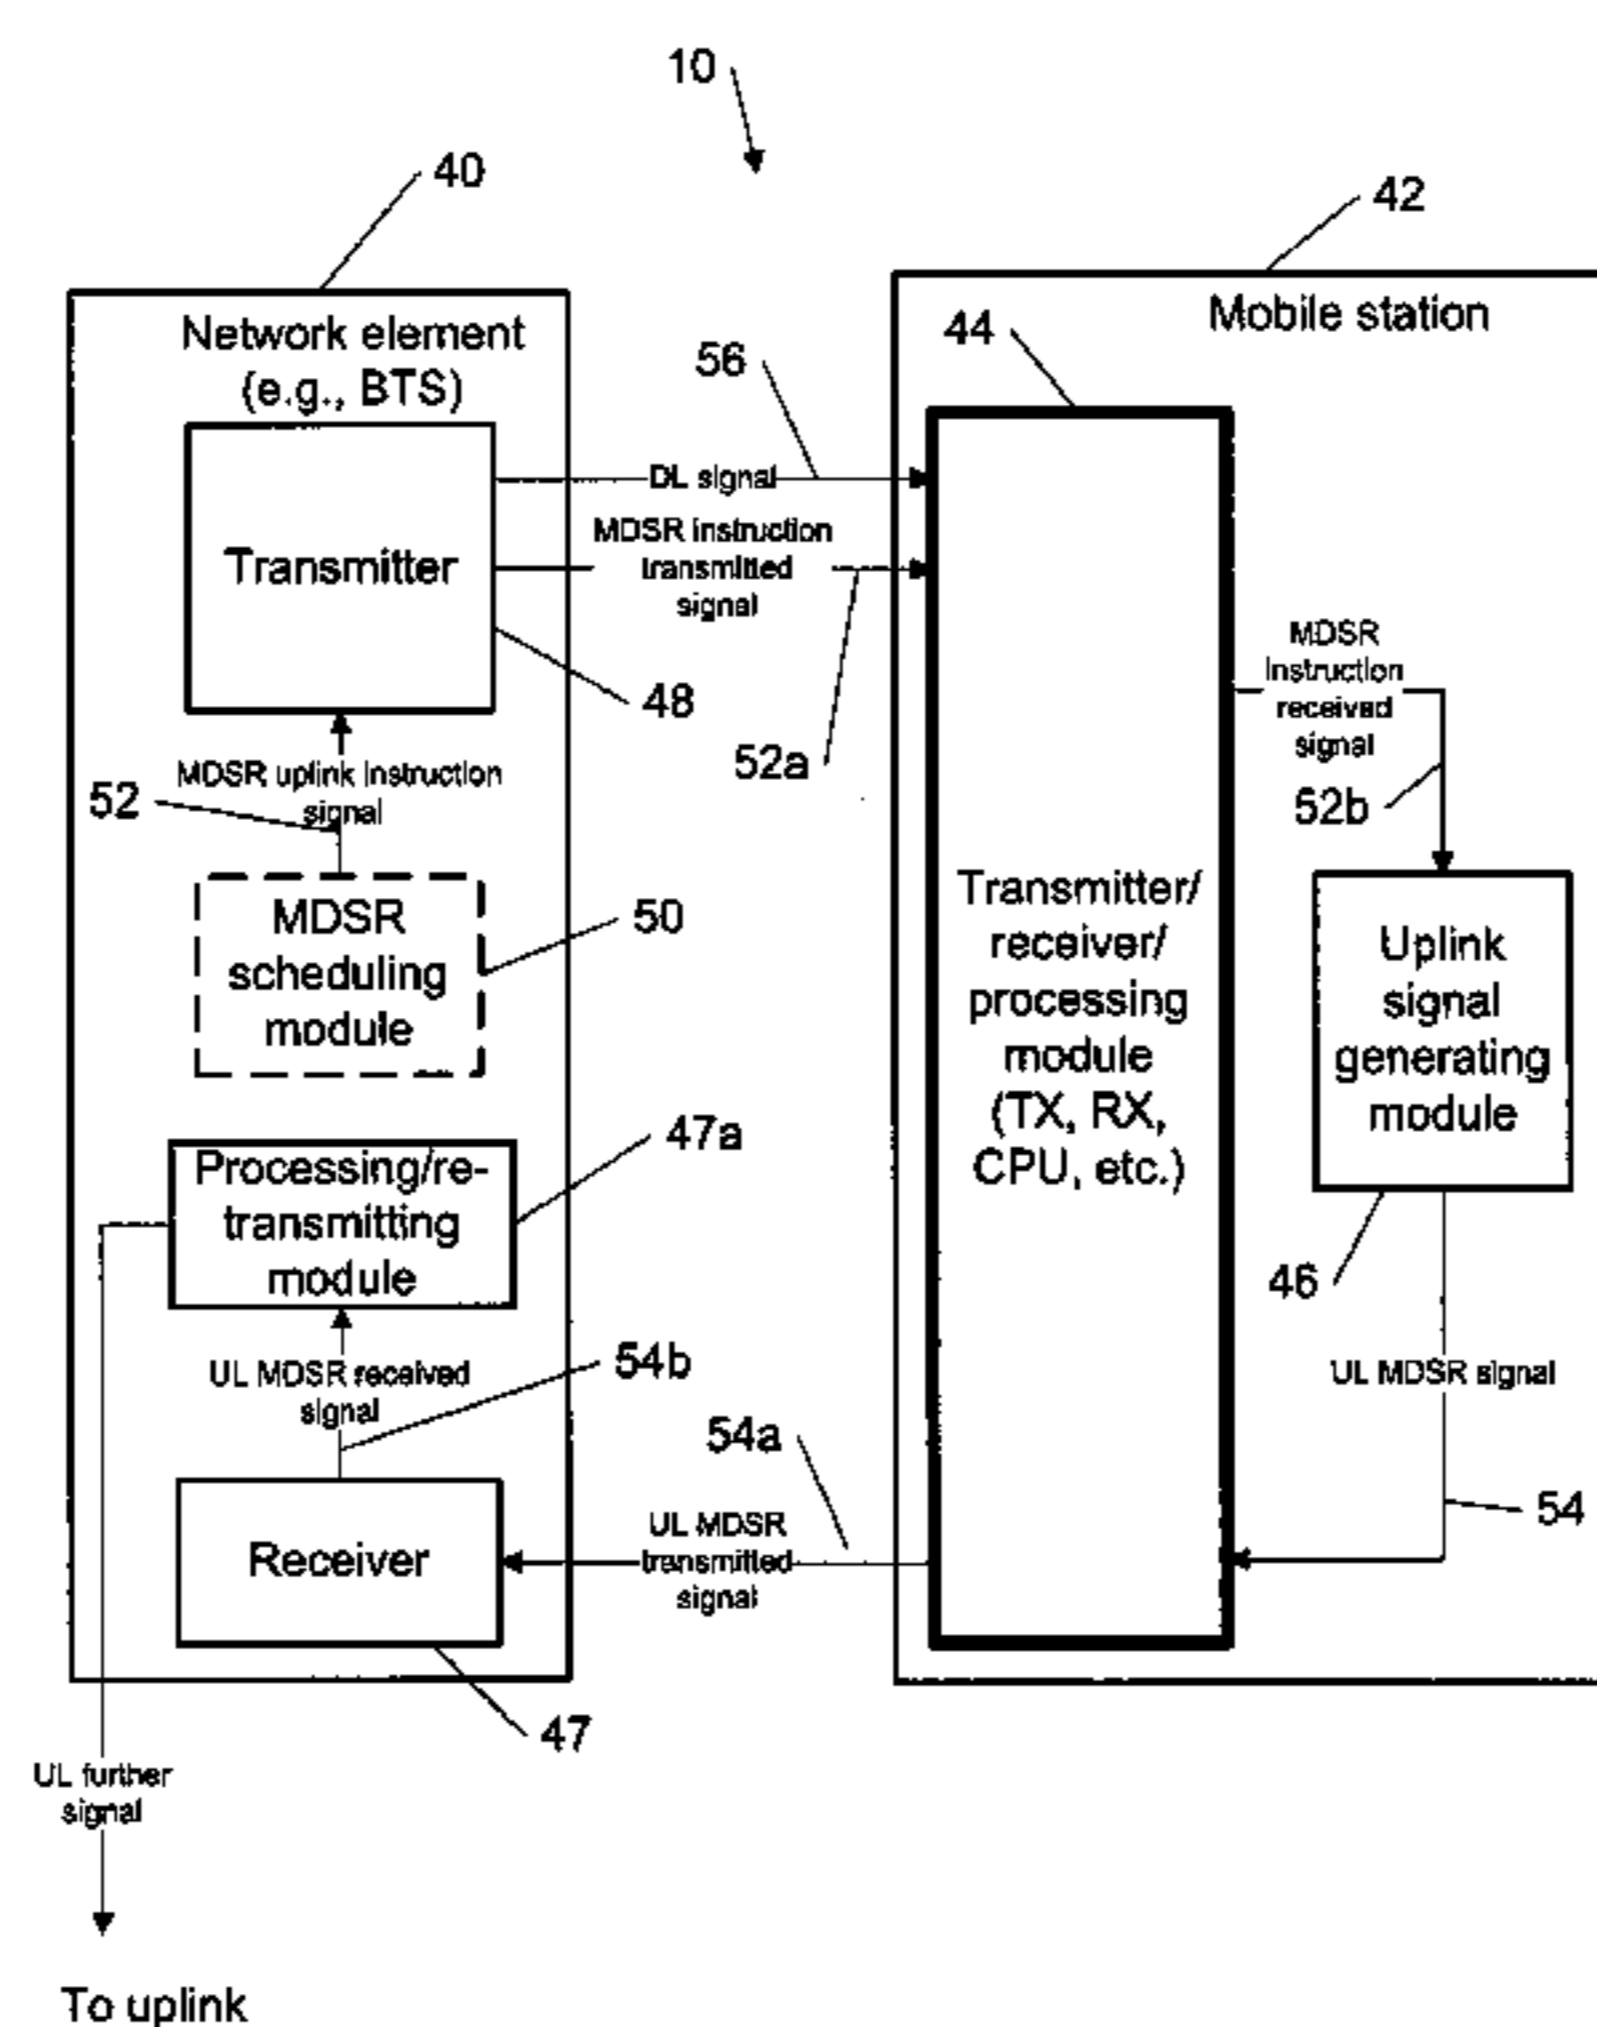 10
40
42
Network element
(e.g., BTS)
Mobile station
44
56
Transmitter
DL signal
MDSR instruction
transmitted
signal
48
52a
MDSR
instruction
received
signal
52b
MDSR uplink instruction
signal
52
MDSR
scheduling
module
50
Transmitter/
receiver/
processing
module
(TX, RX,
CPU, etc.)
Uplink
signal
generating
module
46
Processing/re-
transmitting
module
47a
UL MDSR received
signal
54b
54a
UL MDSR signal
54
Receiver
UL MDSR
transmitted
signal
47
UL further
signal
To uplink